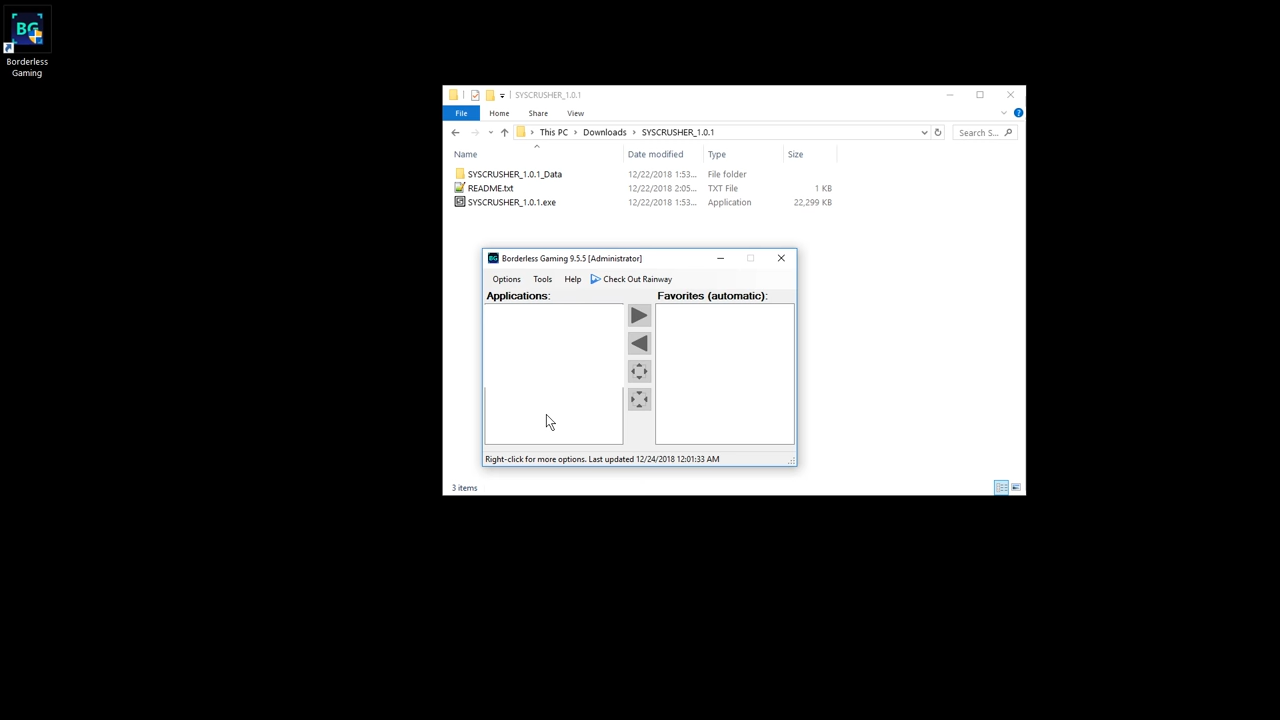 BG
Borderless
Gaming
SYSCRUSHER_1.0.1
File Home Share View
This PC Downloads SYSCRUSHER_1.0.1 Search S...
Name Date modified Type Size
SYSCRUSHER_1.0.1_Data 12/22/2018 1:53... File folder
README.txt 12/22/2018 2:05... TXT File 1 KB
SYSCRUSHER_1.0.1.exe 12/22/2018 1:53... Application 22,299 KB
BG Borderless Gaming 9.5.5 [Administrator]
Options Tools Help Check Out Rainway
Applications: Favorites (automatic):
Right-click for more options. Last updated 12/24/2018 12:01:33 AM
3 items